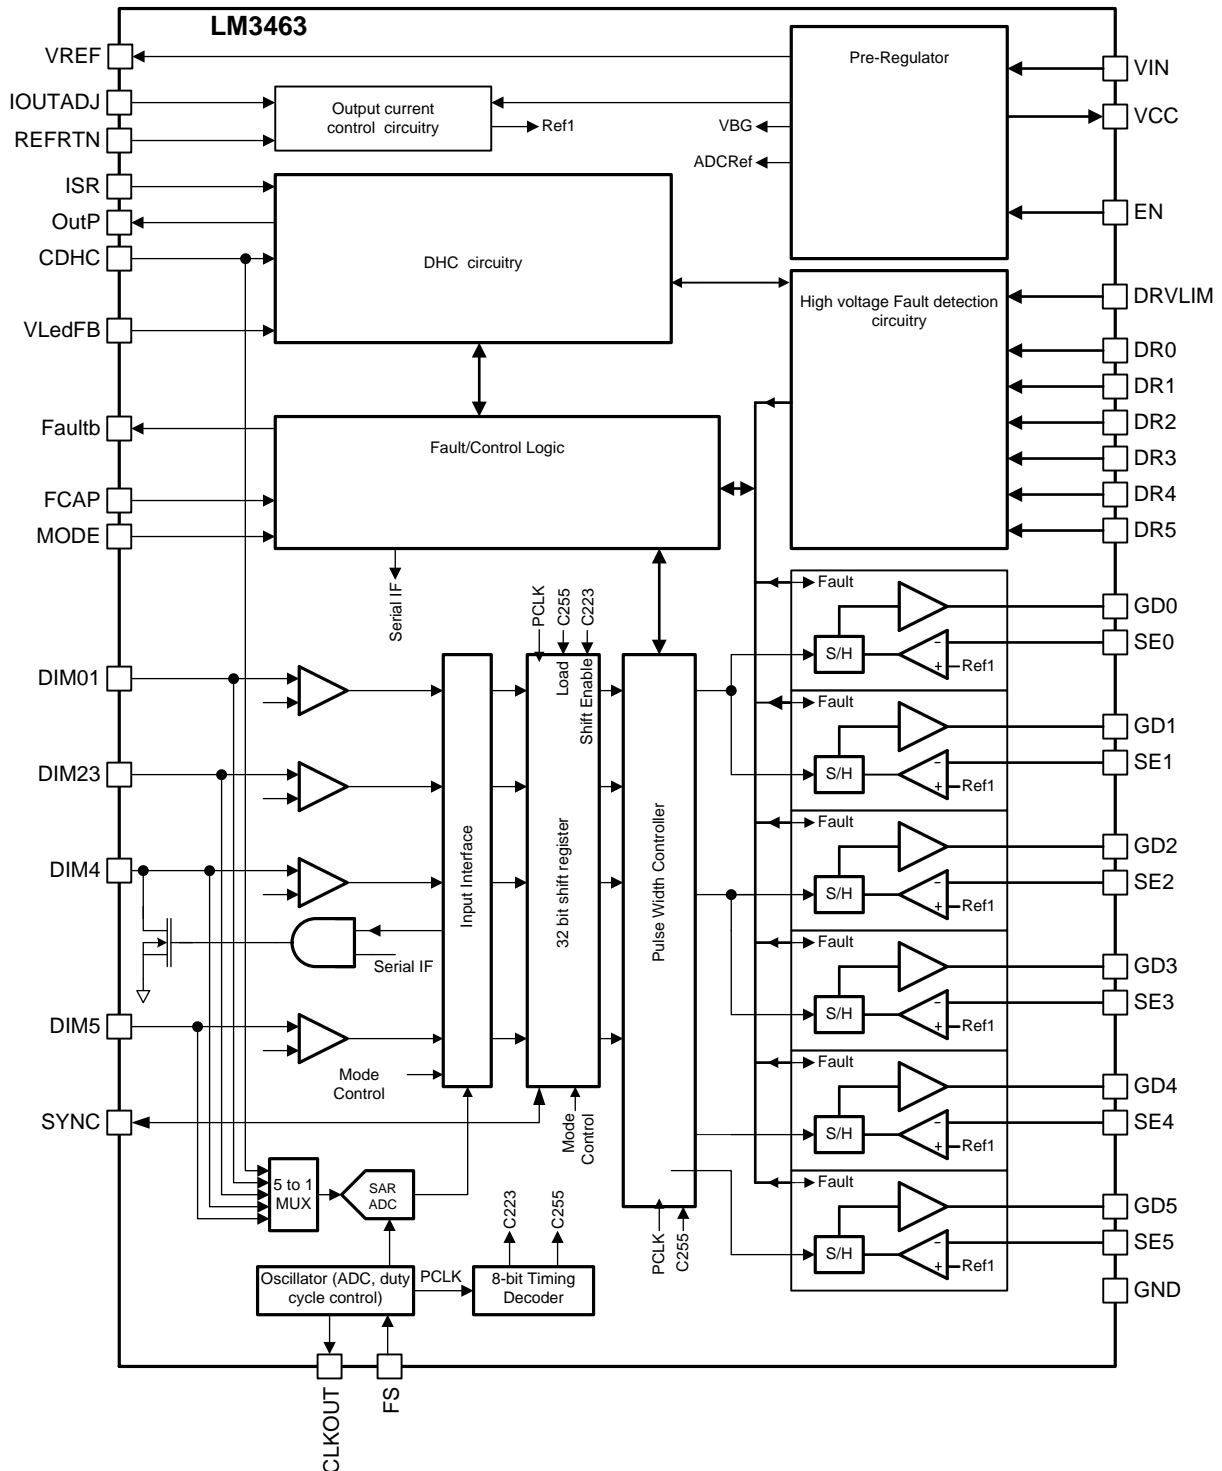 LM3463
VREF
IOUTADJ
REFRTN
ISR
OutP
CDHC
VLedFB
Faultb
FCAP
MODE
DIM01
DIM23
DIM4
DIM5
SYNC
Output current
control circuitry
Ref1
VBG
ADCRef
Pre-Regulator
VIN
VCC
EN
DHC circuitry
High voltage Fault detection
circuitry
DRVLIM
DR0
DR1
DR2
DR3
DR4
DR5
Fault/Control Logic
Serial IF
PCLK
C255
C223
Load
Shift Enable
Input Interface
32 bit shift register
Pulse Width Controller
Serial IF
Mode
Control
Mode
Control
5 to 1
MUX
SAR
ADC
C223
C255
PCLK
C255
Oscillator (ADC, duty
cycle control)
PCLK
8-bit Timing
Decoder
CLKOUT
FS
Fault
S/H
−
+
Ref1
GD0
SE0
Fault
S/H
−
+
Ref1
GD1
SE1
Fault
S/H
−
+
Ref1
GD2
SE2
Fault
S/H
−
+
Ref1
GD3
SE3
Fault
S/H
−
+
Ref1
GD4
SE4
Fault
S/H
−
+
Ref1
GD5
SE5
GND